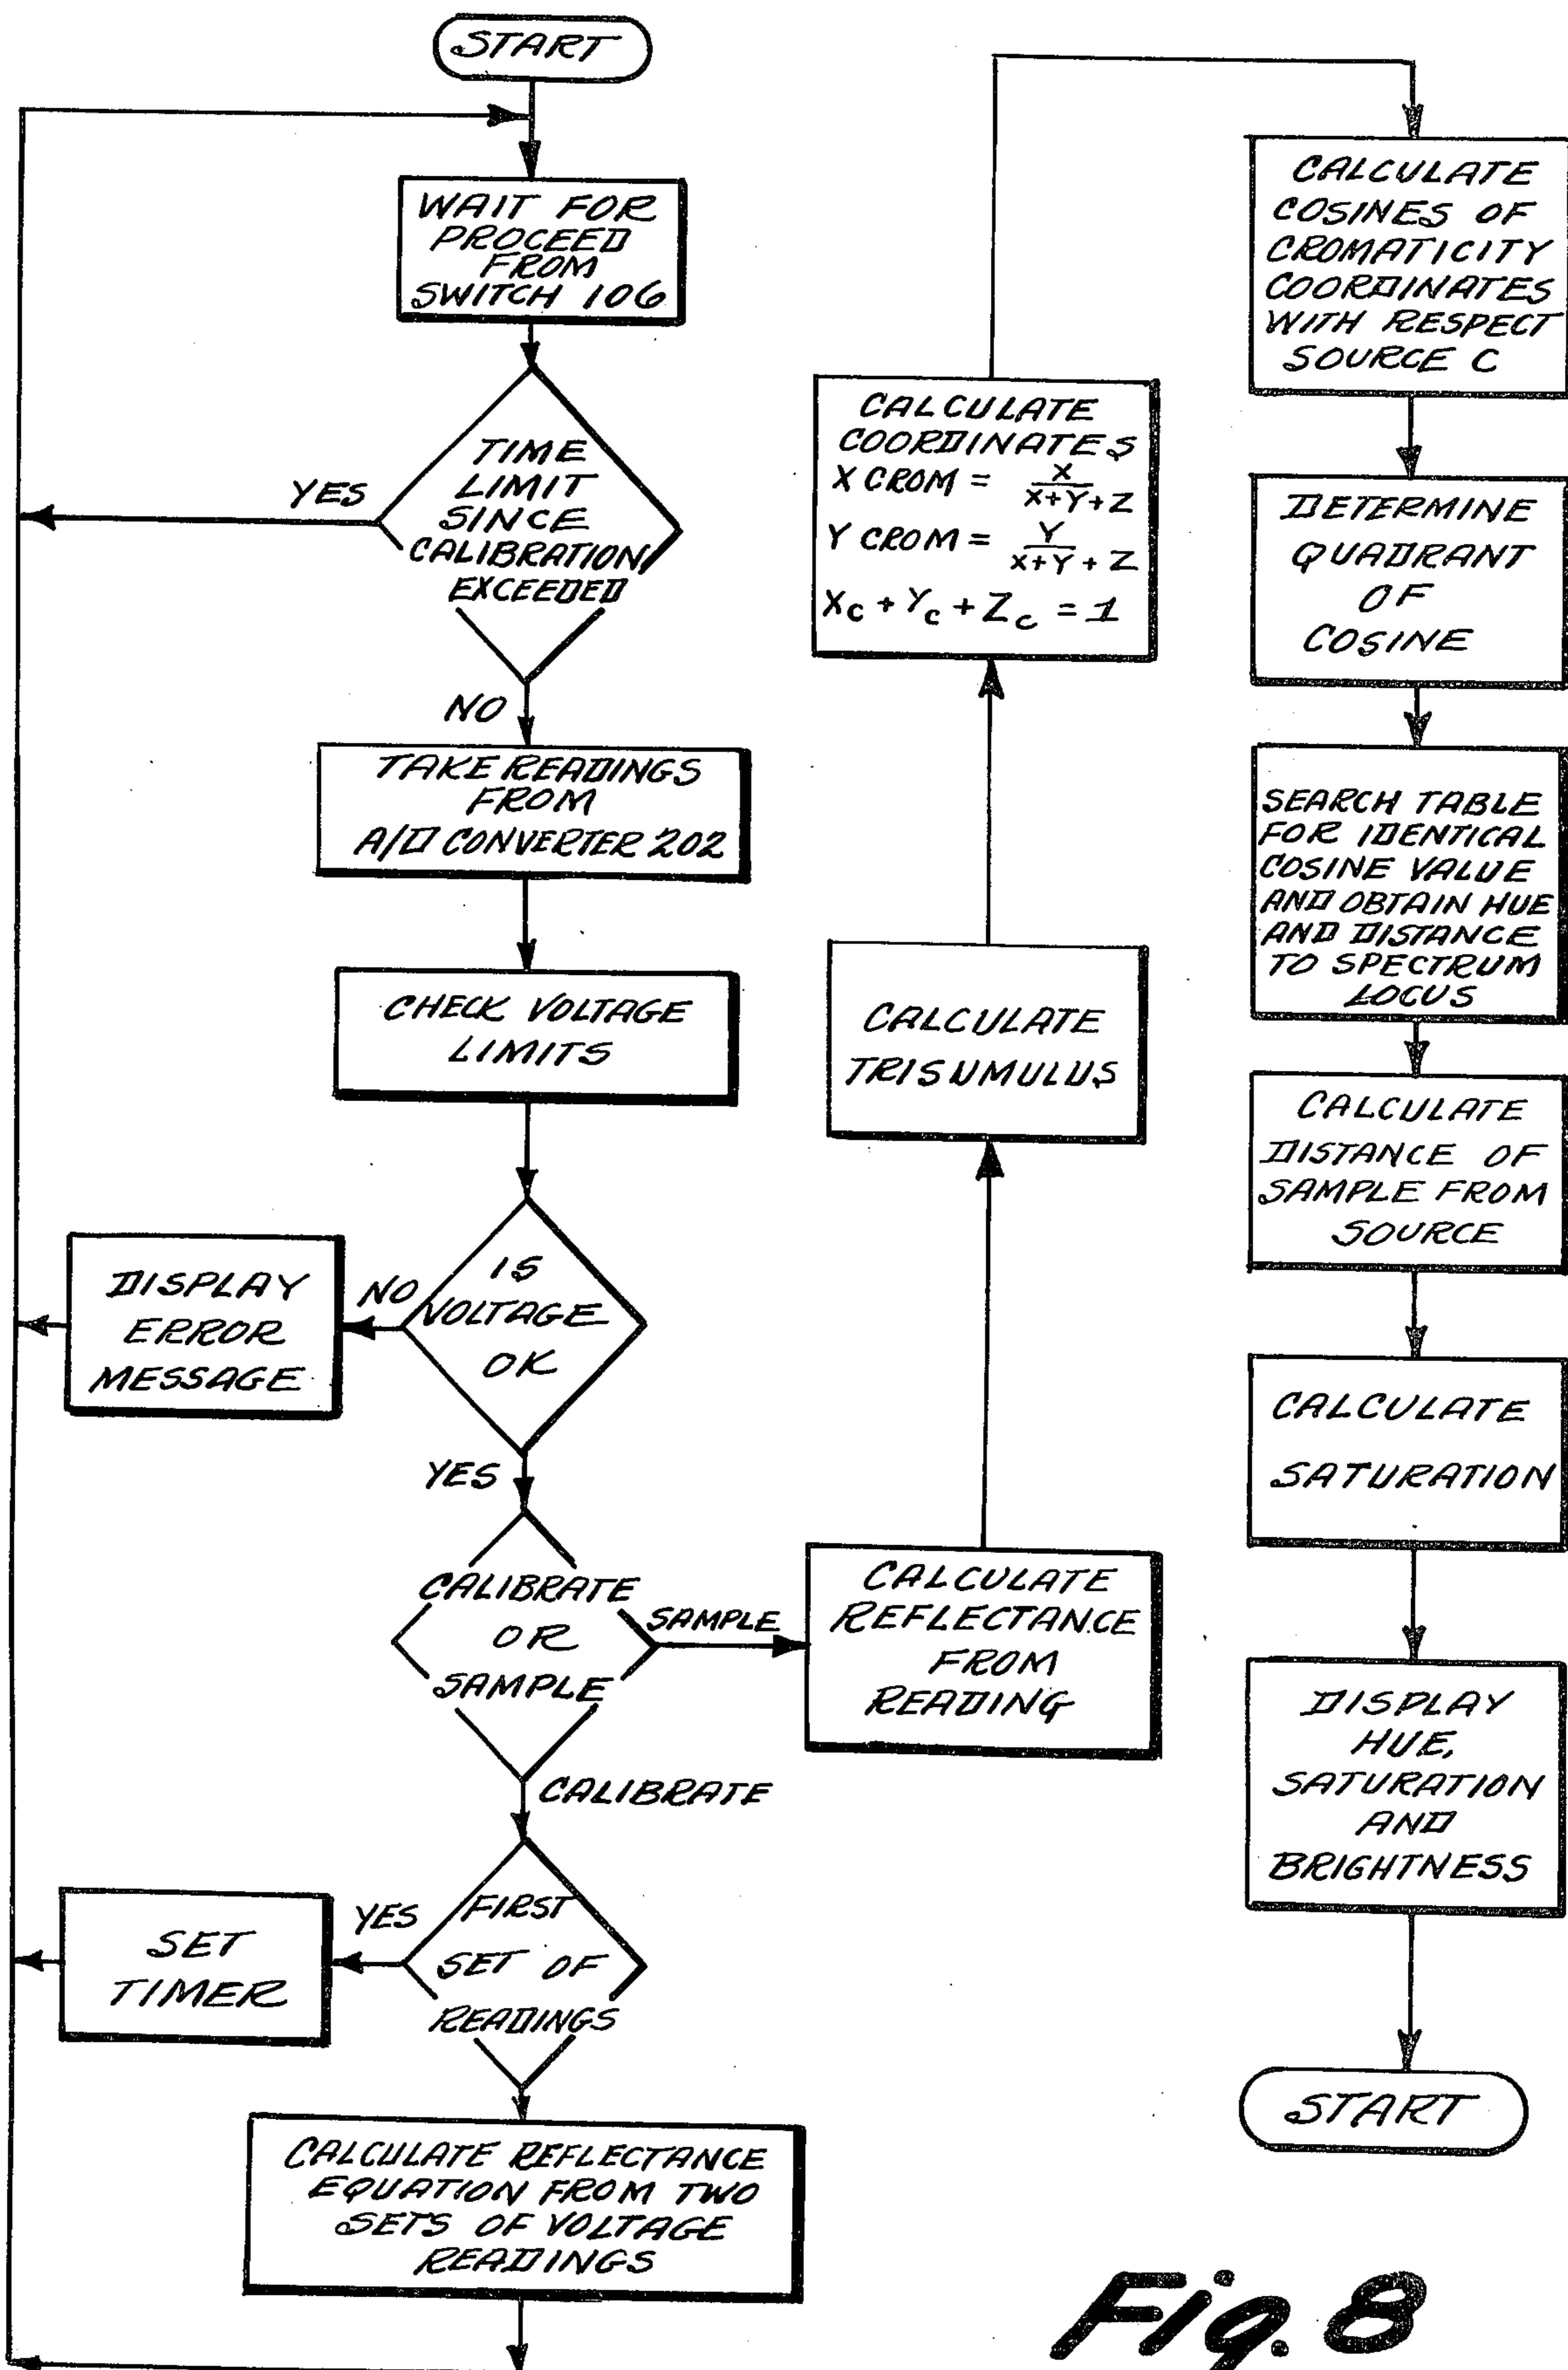 START
WAIT FOR
PROCEED
FROM
SWITCH 106
TIME
LIMIT
SINCE
CALIBRATION
EXCEEDED
YES
NO
TAKE READINGS
FROM
A/D CONVERTER 202
CHECK VOLTAGE
LIMITS
IS
VOLTAGE
OK
NO
DISPLAY
ERROR
MESSAGE
YES
CALIBRATE
OR
SAMPLE
SAMPLE
CALIBRATE
FIRST
SET OF
READINGS
YES
SET
TIMER
CALCULATE REFLECTANCE
EQUATION FROM TWO
SETS OF VOLTAGE
READINGS
CALCULATE
REFLECTANCE
FROM
READING
CALCULATE
TRISUMULUS
CALCULATE
COORDINATES
X CROM = X / X+Y+Z
Y CROM = Y / X+Y+Z
Xc + Yc + Zc = 1
CALCULATE
COSINES OF
CROMATICITY
COORDINATES
WITH RESPECT
SOURCE C
DETERMINE
QUADRANT
OF
COSINE
SEARCH TABLE
FOR IDENTICAL
COSINE VALUE
AND OBTAIN HUE
AND DISTANCE
TO SPECTRUM
LOCUS
CALCULATE
DISTANCE OF
SAMPLE FROM
SOURCE
CALCULATE
SATURATION
DISPLAY
HUE,
SATURATION
AND
BRIGHTNESS
START
Fig. 8